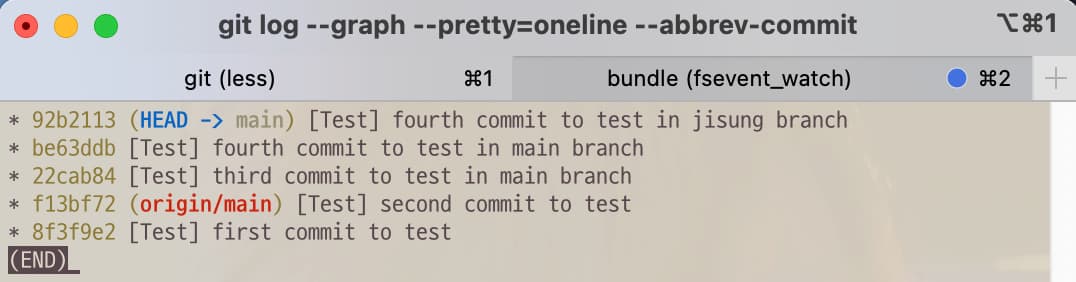 git log --graph --pretty=oneline --abbrev-commit ⌥⌘1
git (less) ⌘1 bundle (fsevent_watch) ⌘2
* 92b2113 (HEAD -> main) [Test] fourth commit to test in jisung branch
* be63ddb [Test] fourth commit to test in main branch
* 22cab84 [Test] third commit to test in main branch
* f13bf72 (origin/main) [Test] second commit to test
* 8f3f9e2 [Test] first commit to test
(END)